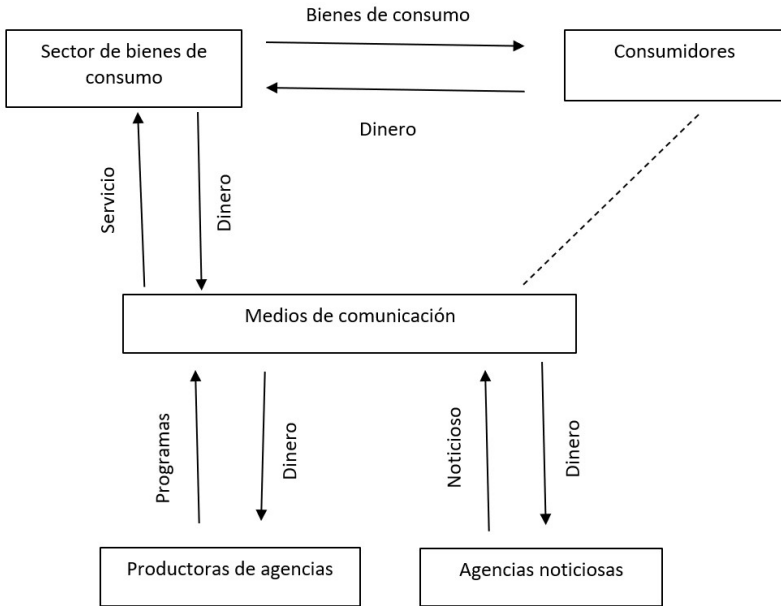 Bienes de consumo
Sector de bienes de
consumo
Consumidores
Dinero
Servicio
Dinero
Medios de comunicación
Programas
Dinero
Noticioso
Dinero
Productoras de agencias
Agencias noticiosas